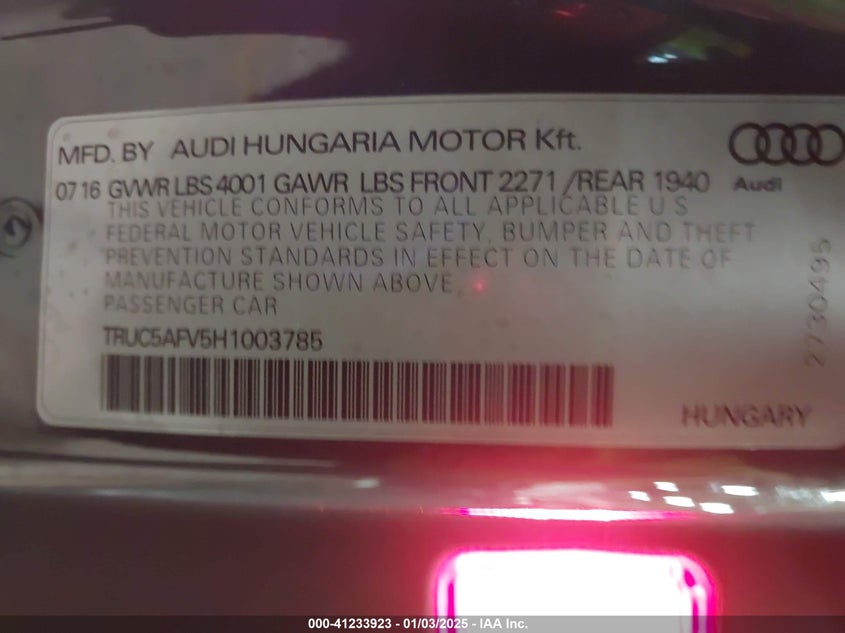 MFD. BY AUDI HUNGARIA MOTOR Kft.
Audi
07 16 GVWR LBS 4001 GAWR LBS FRONT 2271 /REAR 1940
THIS VEHICLE CONFORMS TO ALL APPLICABLE U S
FEDERAL MOTOR VEHICLE SAFETY, BUMPER AND THEFT
PREVENTION STANDARDS IN EFFECT ON THE DATE OF
MANUFACTURE SHOWN ABOVE
PASSENGER CAR
TRUC5AFV5H1003785
2730495
HUNGARY
000-41233923 - 01/03/2025 - IAA Inc.